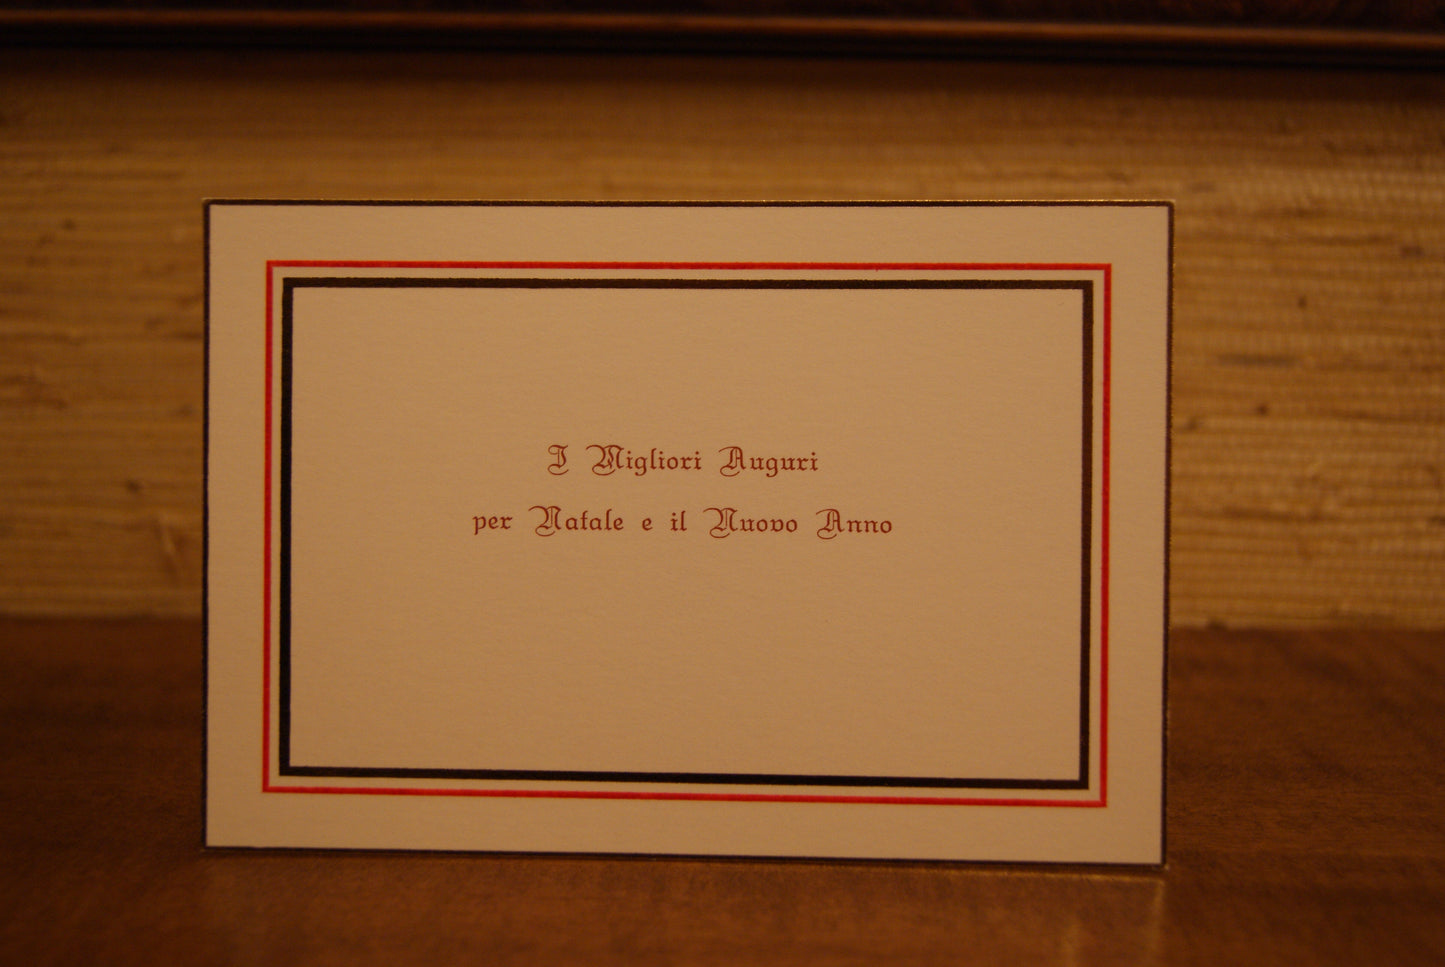 I Migliori Auguri
per Natale e il Nuovo Anno